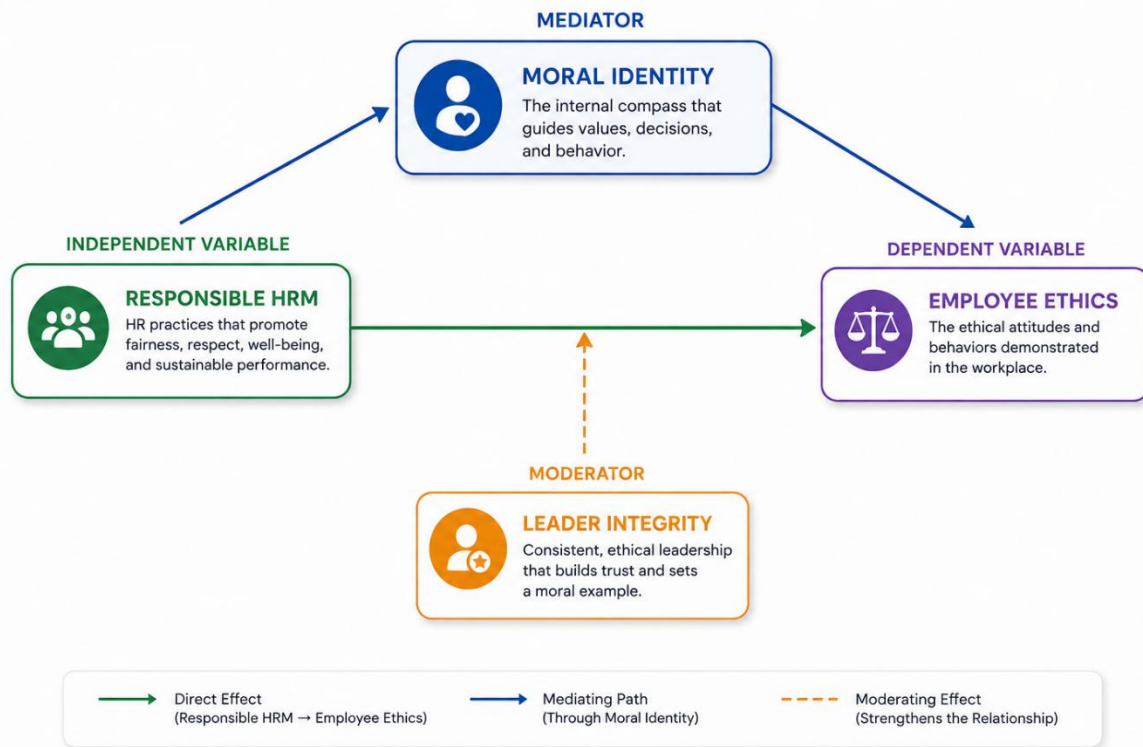 MEDIATOR
MORAL IDENTITY
The internal compass that
guides values, decisions,
and behavior.
INDEPENDENT VARIABLE
RESPONSIBLE HRM
HR practices that promote
fairness, respect, well-being,
and sustainable performance.
DEPENDENT VARIABLE
EMPLOYEE ETHICS
The ethical attitudes and
behaviors demonstrated
in the workplace.
MODERATOR
LEADER INTEGRITY
Consistent, ethical leadership
that builds trust and sets
a moral example.
Direct Effect
(Responsible HRM → Employee Ethics)
Mediating Path
(Through Moral Identity)
Moderating Effect
(Strengthens the Relationship)